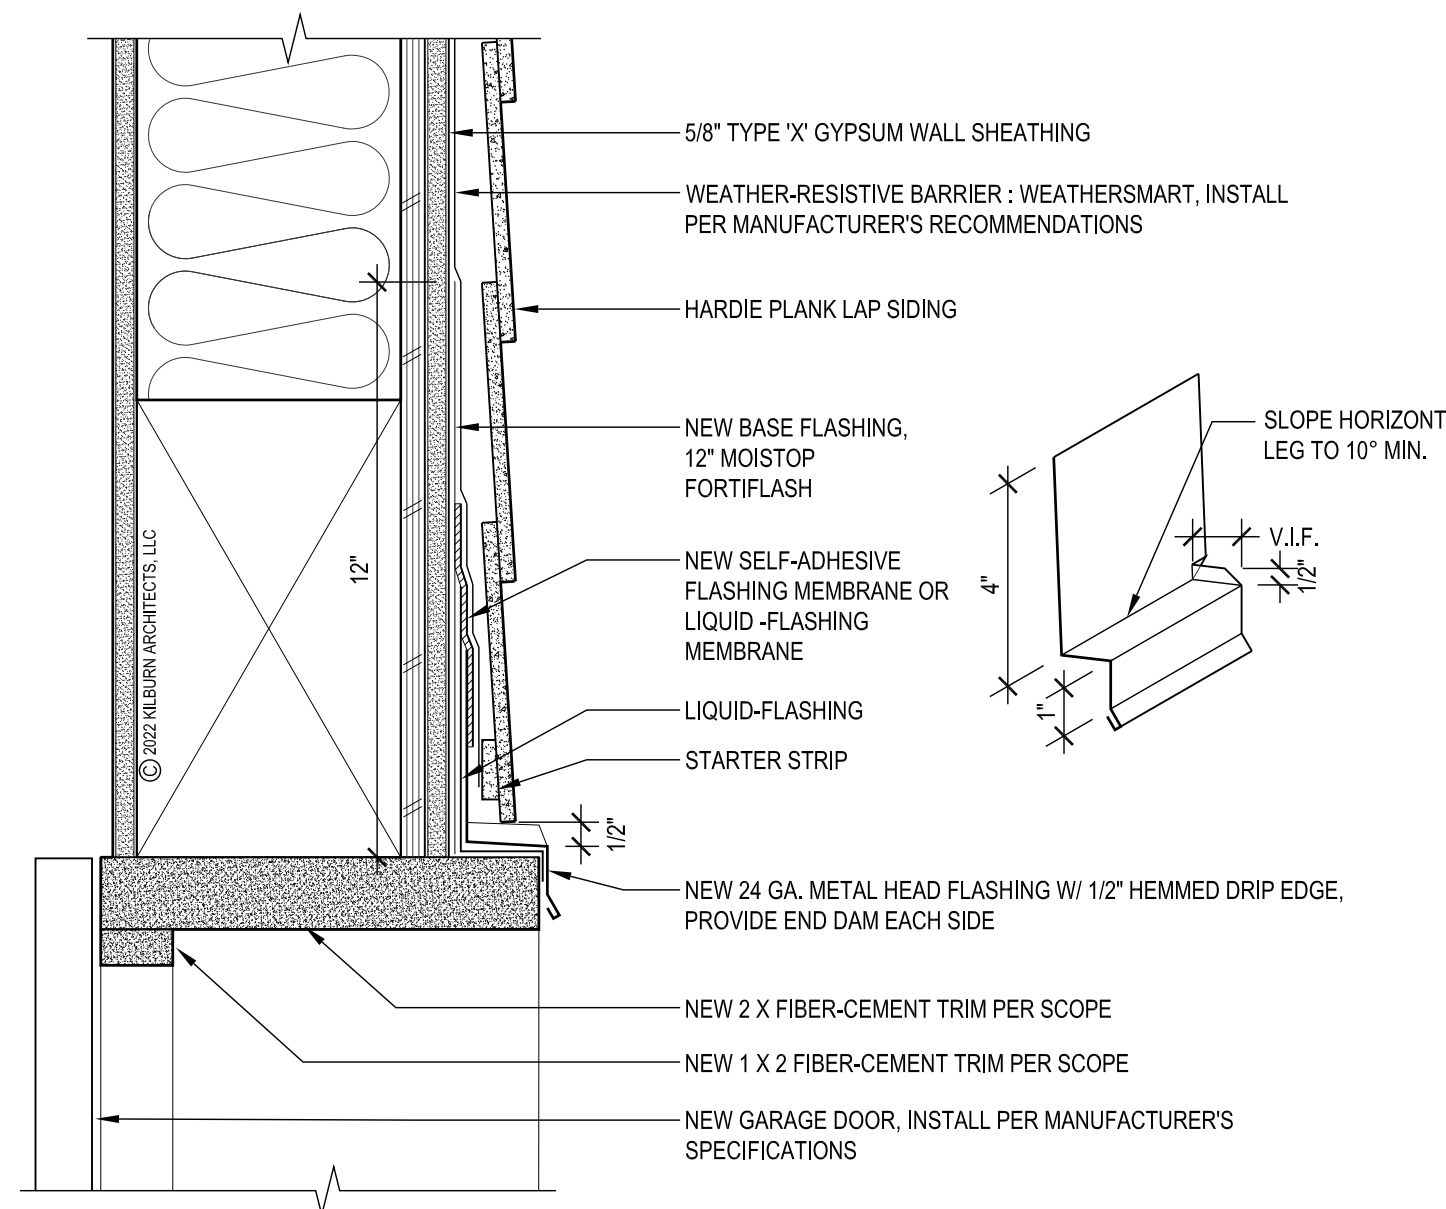 5/8" TYPE 'X' GYPSUM WALL SHEATHING
WEATHER-RESISTIVE BARRIER : WEATHERSMART, INSTALL
PER MANUFACTURER'S RECOMMENDATIONS
HARDIE PLANK LAP SIDING
NEW BASE FLASHING,
12" MOISTOP
FORTIFLASH
NEW SELF-ADHESIVE
FLASHING MEMBRANE OR
LIQUID -FLASHING
MEMBRANE
LIQUID-FLASHING
STARTER STRIP
NEW 24 GA. METAL HEAD FLASHING W/ 1/2" HEMMED DRIP EDGE,
PROVIDE END DAM EACH SIDE
NEW 2 X FIBER-CEMENT TRIM PER SCOPE
NEW 1 X 2 FIBER-CEMENT TRIM PER SCOPE
NEW GARAGE DOOR, INSTALL PER MANUFACTURER'S
SPECIFICATIONS
12"
1/2"
© 2022 KILBURN ARCHITECTS, LLC
SLOPE HORIZONT
LEG TO 10° MIN.
V.I.F.
1/2"
4"
1"